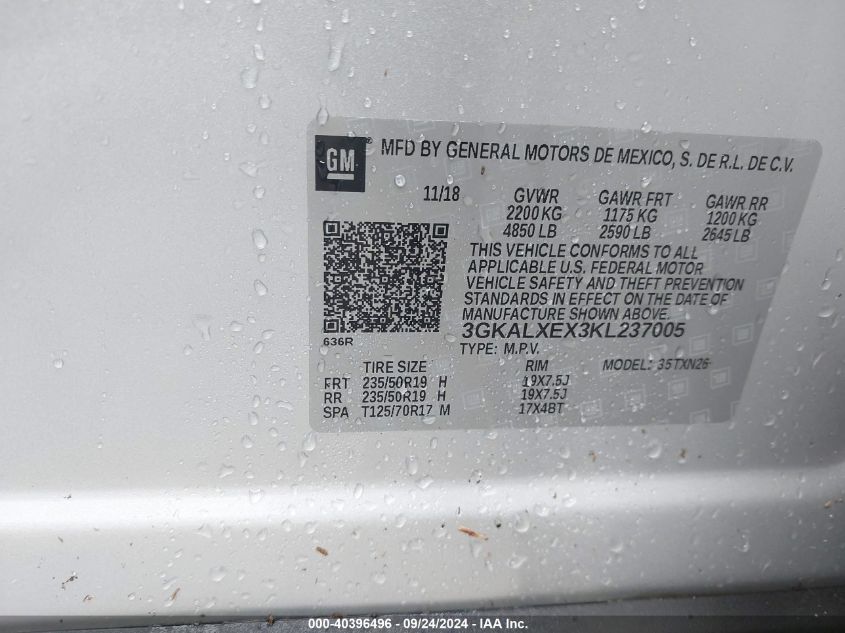 GM ® MFD BY GENERAL MOTORS DE MEXICO, S. DE R.L. DE C.V.
11/18 GVWR GAWR FRT GAWR RR
2200 KG 1175 KG 1200 KG
4850 LB 2590 LB 2645 LB
THIS VEHICLE CONFORMS TO ALL
APPLICABLE U.S. FEDERAL MOTOR
VEHICLE SAFETY AND THEFT PREVENTION
STANDARDS IN EFFECT ON THE DATE OF
MANUFACTURE SHOWN ABOVE.
3GKALXEX3KL237005
636R
TYPE: M.P.V. MODEL: 35TXN26
TIRE SIZE RIM
FRT 235/50R19 H 19X7.5J
RR 235/50R19 H 19X7.5J
SPA T125/70R17 M 17X4BT
000-40396496 - 09/24/2024 - IAA Inc.